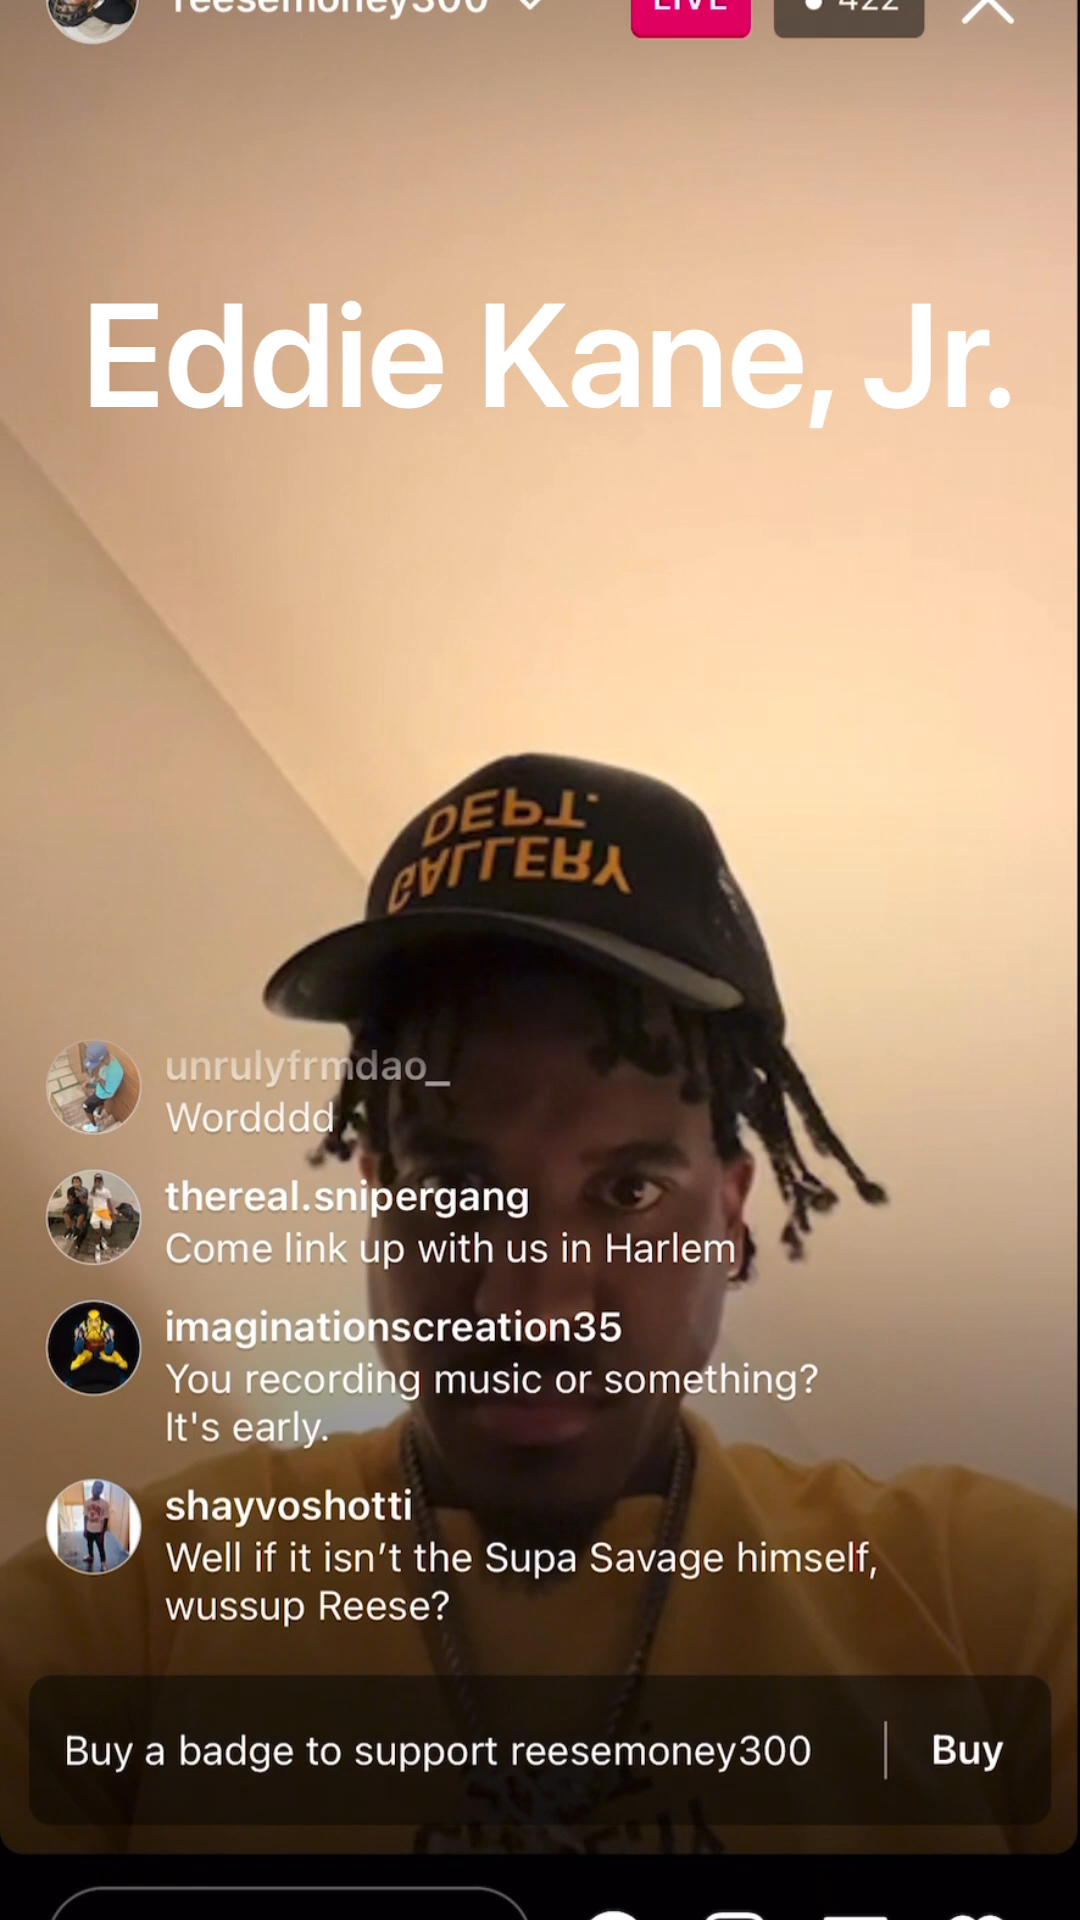 reesemoney300
LIVE
422
Eddie Kane, Jr.
DEPT.
GALLERY
unrulyfrmdao_
Wordddd
thereal.snipergang
Come link up with us in Harlem
imaginationscreation35
You recording music or something?
It's early.
shayvoshotti
Well if it isn’t the Supa Savage himself,
wussup Reese?
Buy a badge to support reesemoney300
Buy